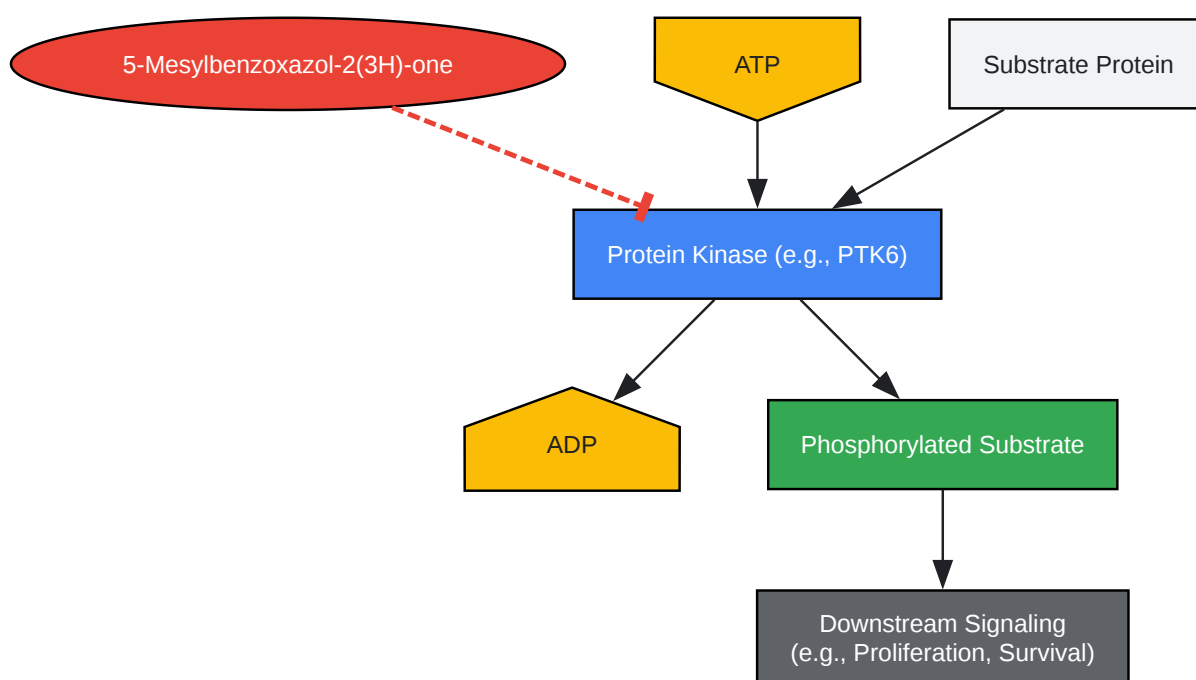 5-Mesylbenzoxazol-2(3H)-one
ATP
Substrate Protein
Protein Kinase (e.g., PTK6)
ADP
Phosphorylated Substrate
Downstream Signaling
(e.g., Proliferation, Survival)